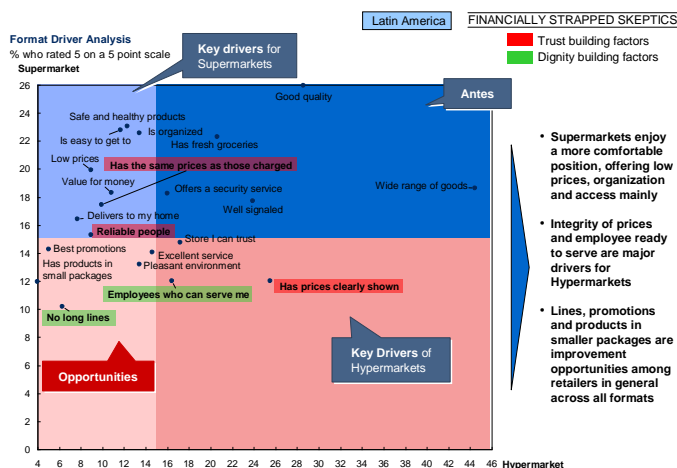 Latin America
FINANCIALLY STRAPPED SKEPTICS
Trust building factors
Dignity building factors
Format Driver Analysis
% who rated 5 on a 5 point scale
Supermarket
Key drivers for
Supermarkets
Antes
26
24
22
20
18
16
14
12
10
8
6
4
2
0
Good quality
Safe and healthy products
Is easy to get to
Is organized
Has fresh groceries
Low prices
Has the same prices as those charged
Value for money
Offers a security service
Wide range of goods
Well signaled
Delivers to my home
Reliable people
Store I can trust
Best promotions
Excellent service
Has products in
small packages
Pleasant environment
Employees who can serve me
Has prices clearly shown
No long lines
Opportunities
Key Drivers of
Hypermarkets
4 6 8 10 12 14 16 18 20 22 24 26 28 30 32 34 36 38 40 42 44 46 Hypermarket
• Supermarkets enjoy
a more comfortable
position, offering low
prices, organization
and access mainly
• Integrity of prices
and employee ready
to serve are major
drivers for
Hypermarkets
• Lines, promotions
and products in
smaller packages are
improvement
opportunities among
retailers in general
across all formats